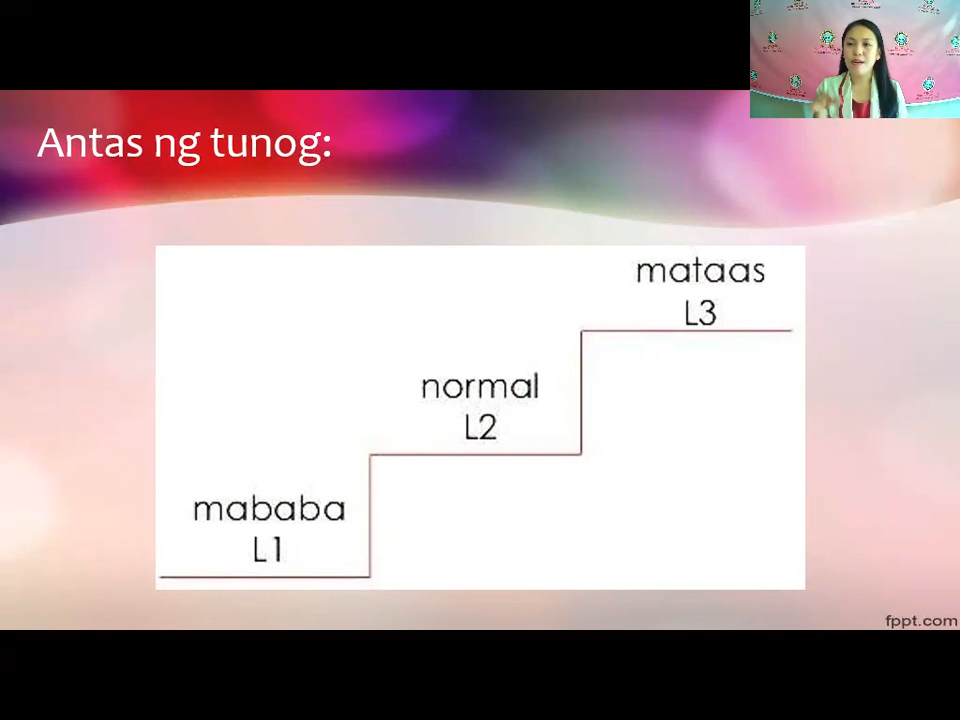 Antas ng tunog:
mataas
L3
normal
L2
mababa
L1
fppt.com